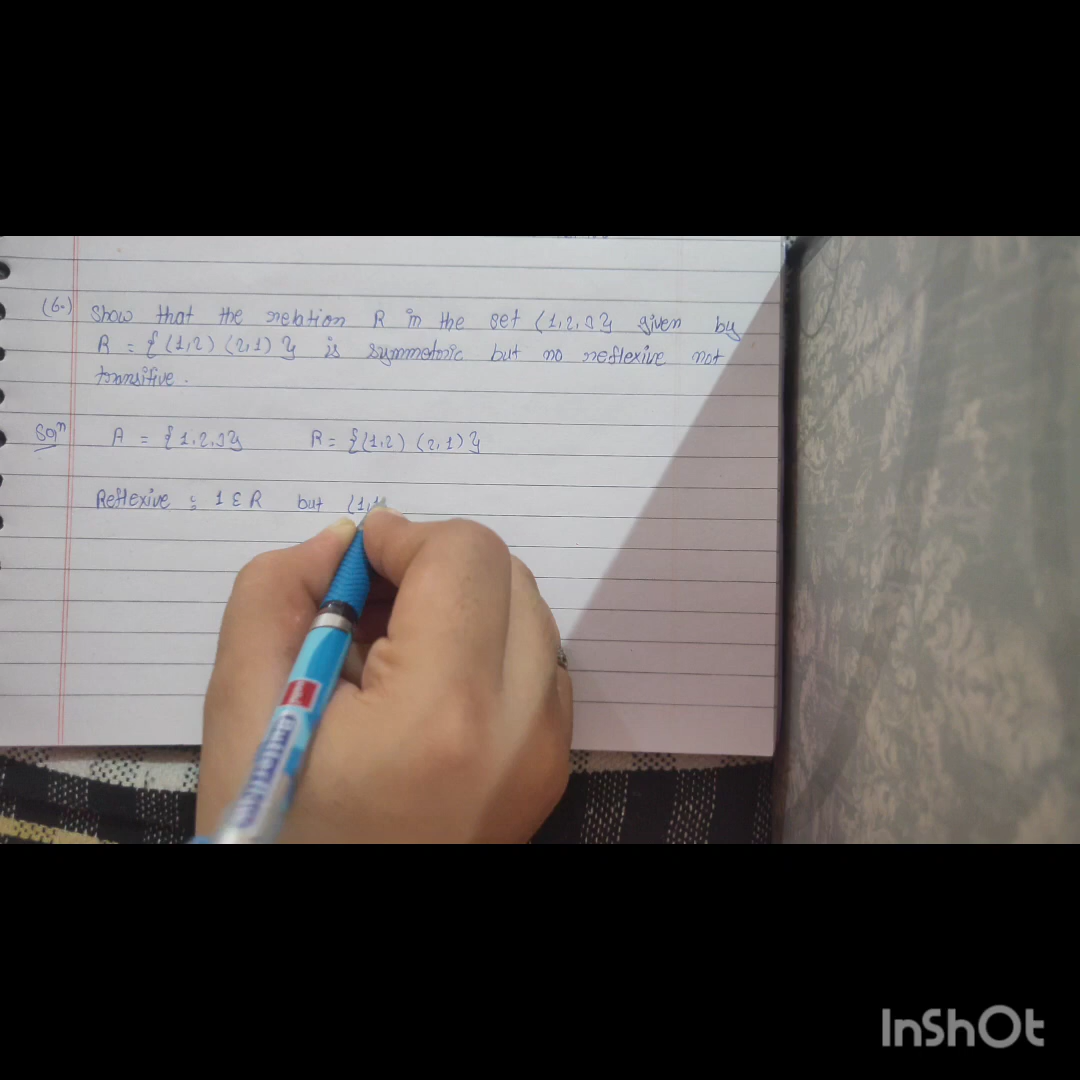 (6.) Show that the relation R in the set (1,2,3} given by
R = {(1,2) (2,1)} is symmetoric but no reflexive not
transitive.
Solⁿ A = {1,2,3} R = {(1,2) (2,1)}
Reflexive : 1 ∈ R but (1,1
InShOt